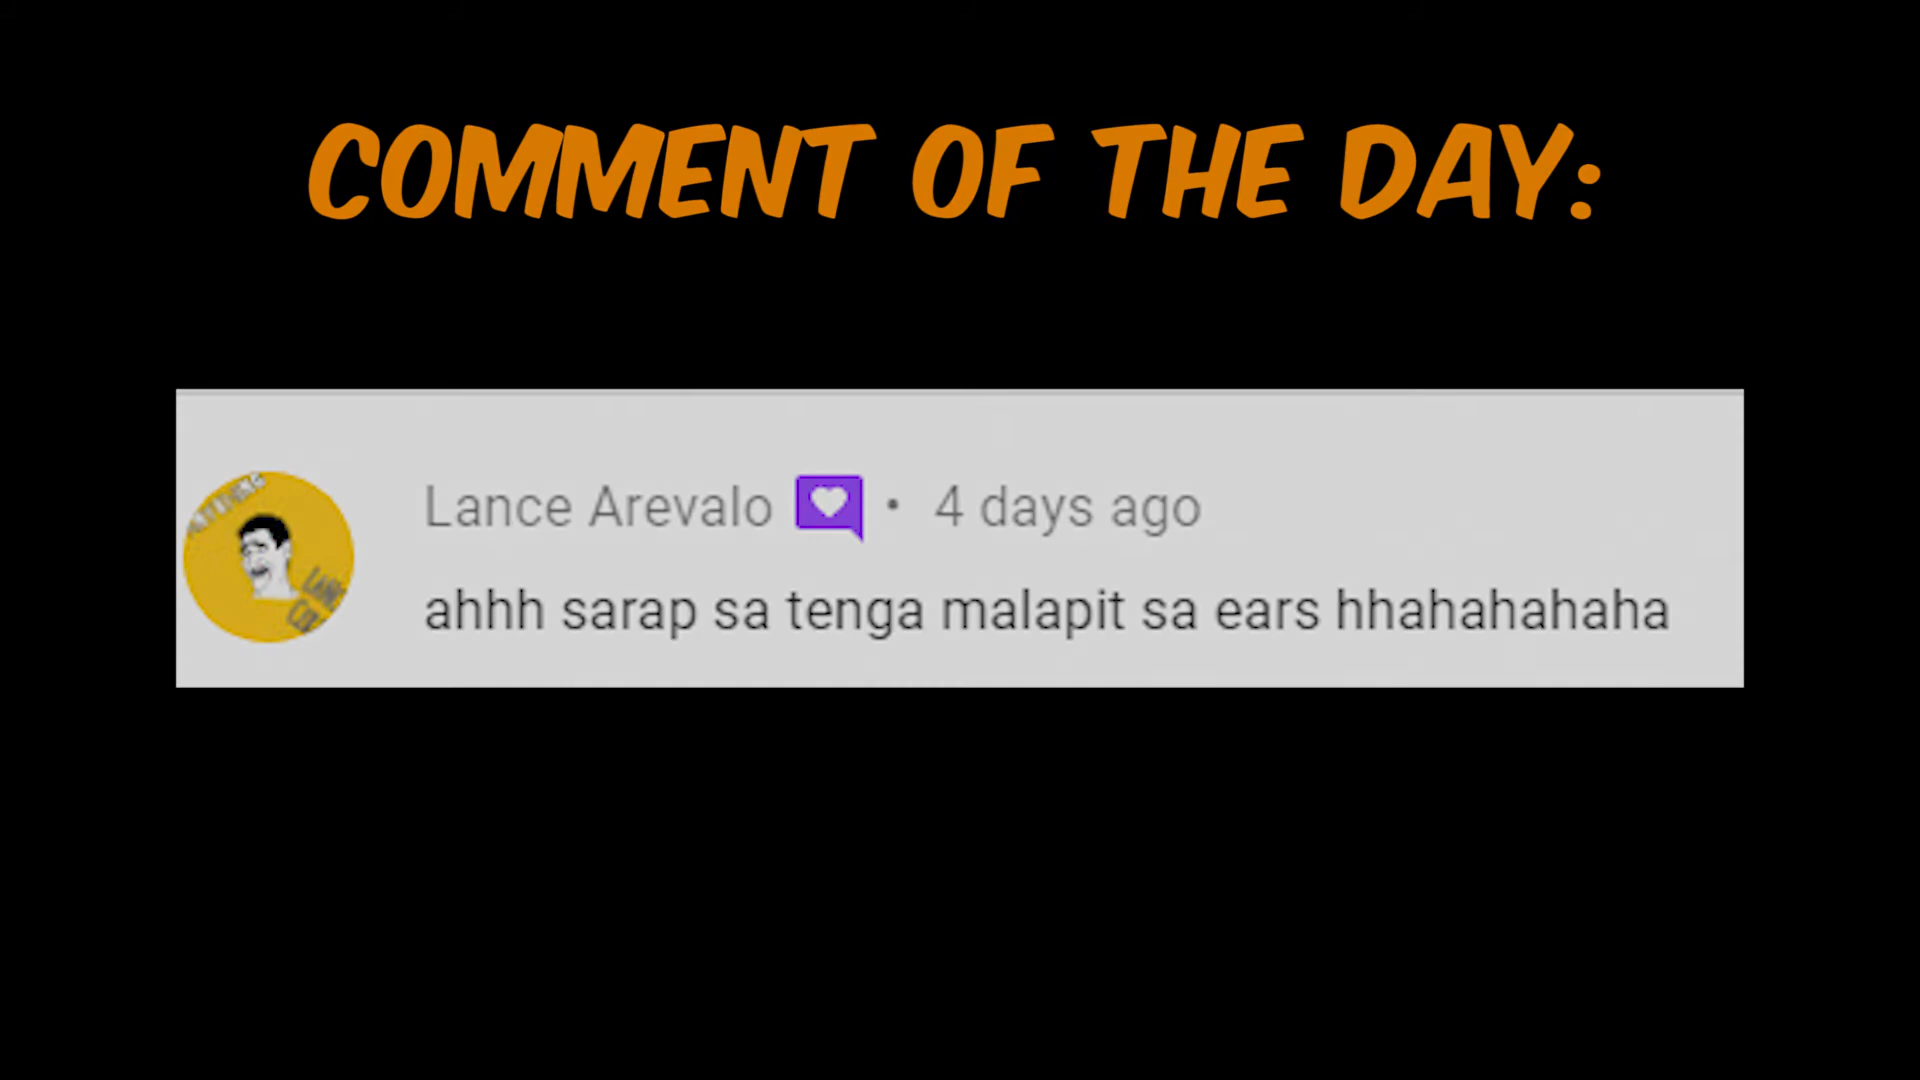 COMMENT OF THE DAY:
Lance Arevalo • 4 days ago
ahhh sarap sa tenga malapit sa ears hhahahahaha